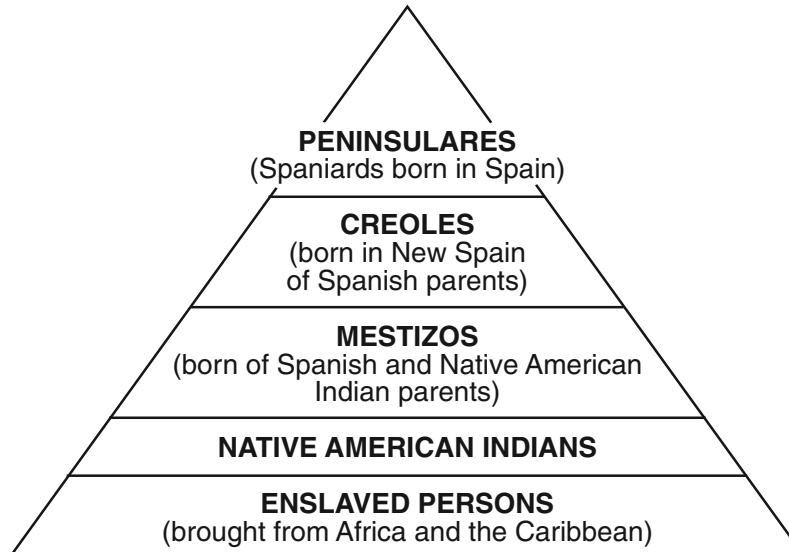 PENINSULARES
(Spaniards born in Spain)
CREOLES
(born in New Spain
of Spanish parents)
MESTIZOS
(born of Spanish and Native American
Indian parents)
NATIVE AMERICAN INDIANS
ENSLAVED PERSONS
(brought from Africa and the Caribbean)